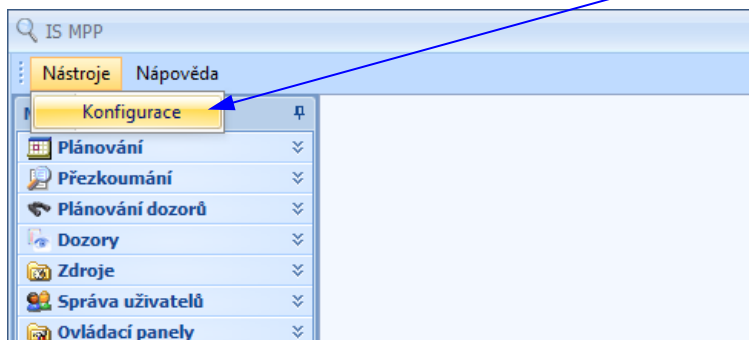 IS MPP
Nástroje Nápověda
Konfigurace
Plánování
Přezkoumání
Plánování dozorů
Dozory
Zdroje
Správa uživatelů
Ovládací panely